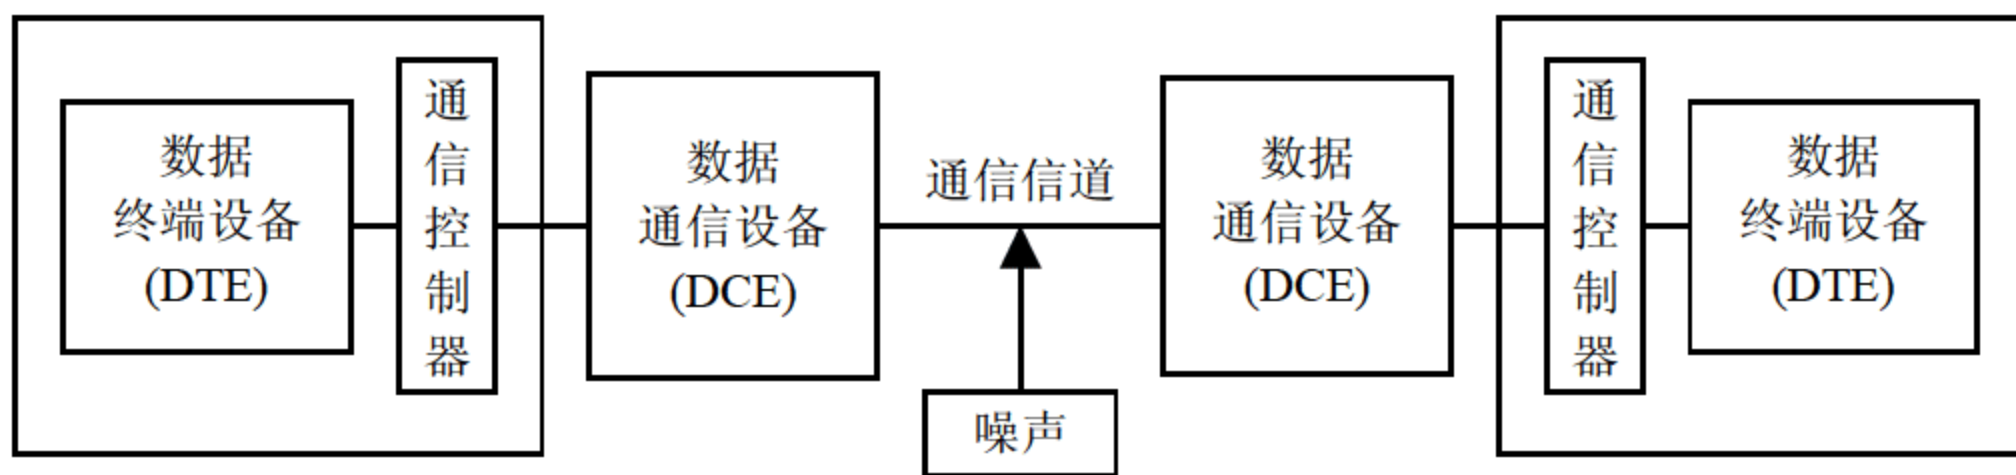 数据
终端设备
(DTE)
通信控制器
数据
通信设备
(DCE)
通信信道
噪声
数据
通信设备
(DCE)
通信控制器
数据
终端设备
(DTE)